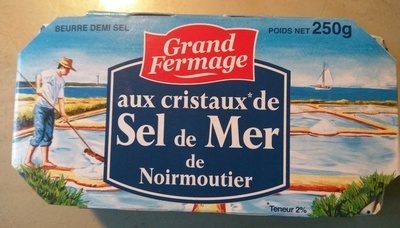 BEURRE DEMI SEL
POIDS NET 250g
Grand
Fermage
aux cristaux* de
Sel de Mer
de
Noirmoutier
*Teneur 2%